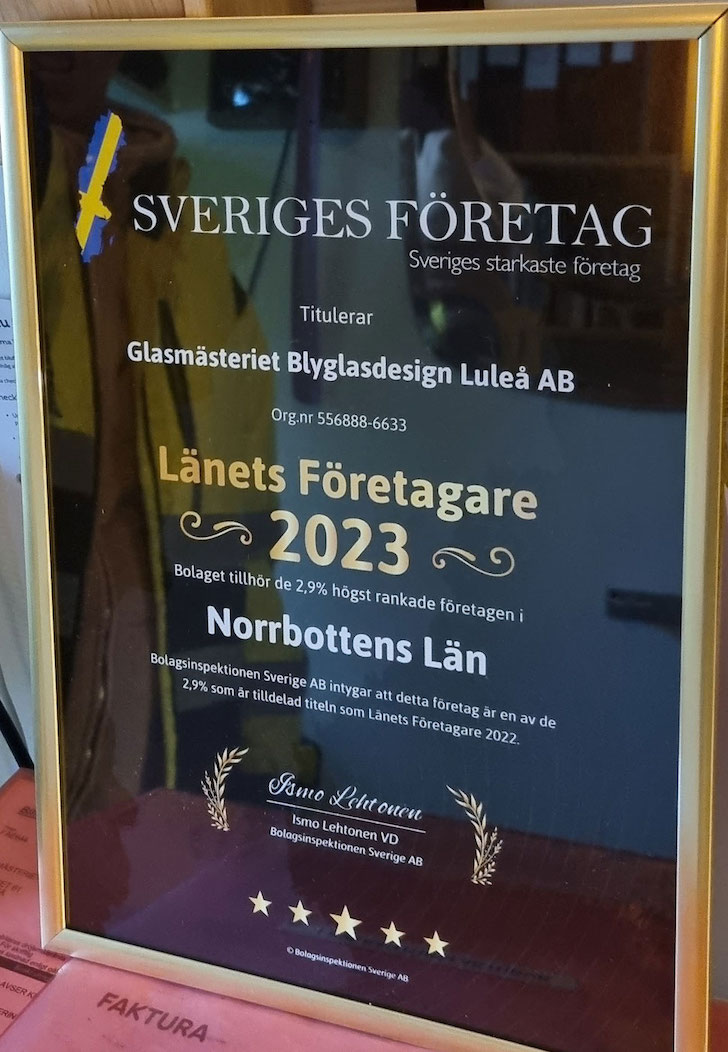 SVERIGES FÖRETAG
Sveriges starkaste företag
Titulerar
Glasmästeriet Blyglasdesign Luleå AB
Org.nr 556888-6633
Länets Företagare
2023
Bolaget tillhör de 2,9% högst rankade företagen i
Norrbottens Län
Bolagsinspektionen Sverige AB intygar att detta företag är en av de
2,9% som är tilldelad titeln som Länets Företagare 2022.
Ismo Lehtonen
Ismo Lehtonen VD
Bolagsinspektionen Sverige AB
© Bolagsinspektionen Sverige AB
FAKTURA